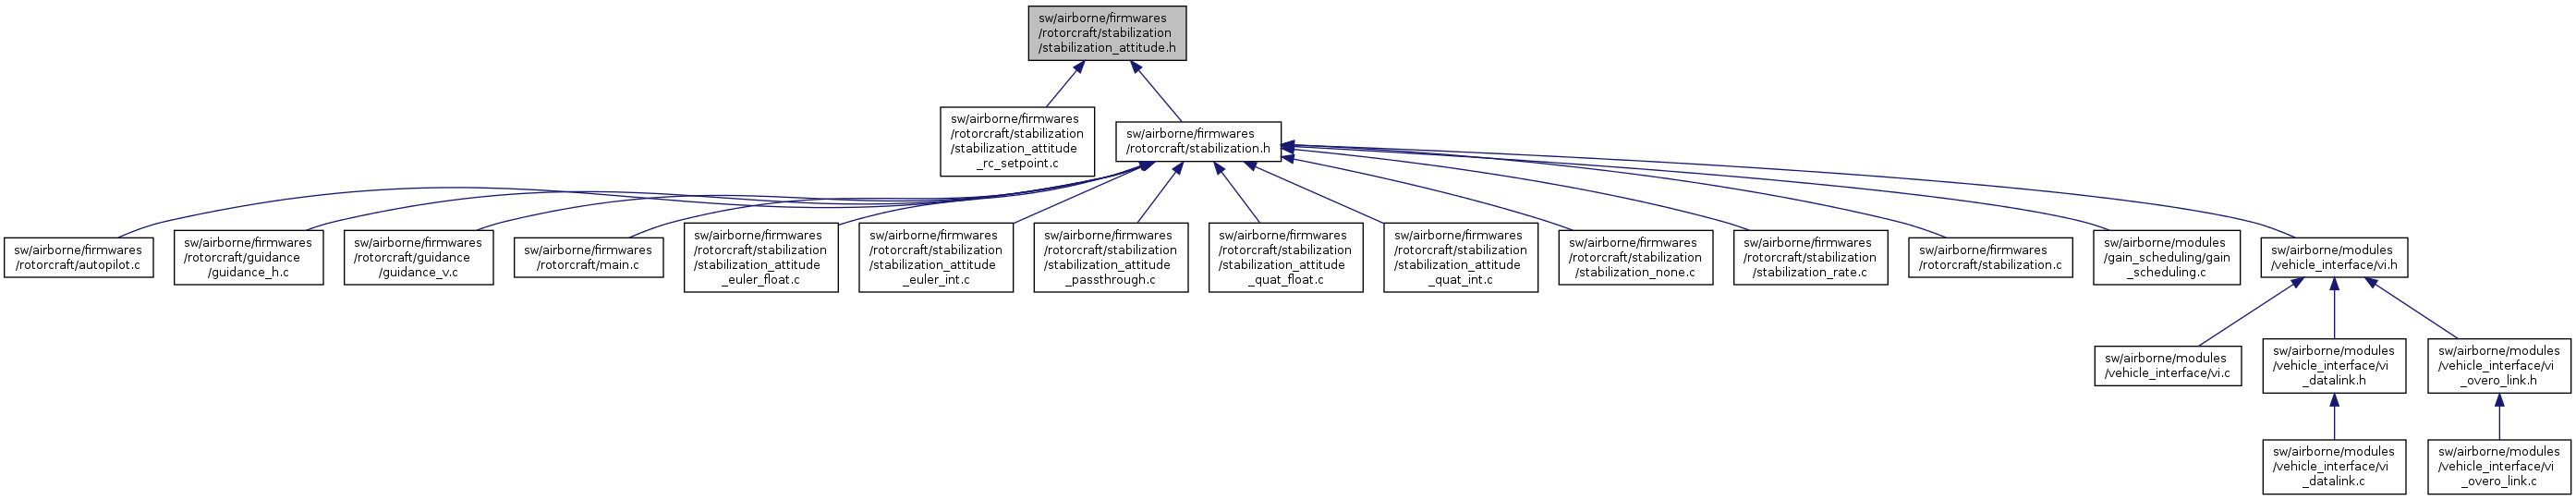 sw/airborne/firmwares
/rotorcraft/stabilization
/stabilization_attitude.h
sw/airborne/firmwares
/rotorcraft/stabilization
/stabilization_attitude
_rc_setpoint.c
sw/airborne/firmwares
/rotorcraft/stabilization.h
sw/airborne/firmwares
/rotorcraft/autopilot.c
sw/airborne/firmwares
/rotorcraft/guidance
/guidance_h.c
sw/airborne/firmwares
/rotorcraft/guidance
/guidance_v.c
sw/airborne/firmwares
/rotorcraft/main.c
sw/airborne/firmwares
/rotorcraft/stabilization
/stabilization_attitude
_euler_float.c
sw/airborne/firmwares
/rotorcraft/stabilization
/stabilization_attitude
_euler_int.c
sw/airborne/firmwares
/rotorcraft/stabilization
/stabilization_attitude
_passthrough.c
sw/airborne/firmwares
/rotorcraft/stabilization
/stabilization_attitude
_quat_float.c
sw/airborne/firmwares
/rotorcraft/stabilization
/stabilization_attitude
_quat_int.c
sw/airborne/firmwares
/rotorcraft/stabilization
/stabilization_none.c
sw/airborne/firmwares
/rotorcraft/stabilization
/stabilization_rate.c
sw/airborne/firmwares
/rotorcraft/stabilization.c
sw/airborne/modules
/gain_scheduling/gain
_scheduling.c
sw/airborne/modules
/vehicle_interface/vi.h
sw/airborne/modules
/vehicle_interface/vi.c
sw/airborne/modules
/vehicle_interface/vi
_datalink.h
sw/airborne/modules
/vehicle_interface/vi
_overo_link.h
sw/airborne/modules
/vehicle_interface/vi
_datalink.c
sw/airborne/modules
/vehicle_interface/vi
_overo_link.c